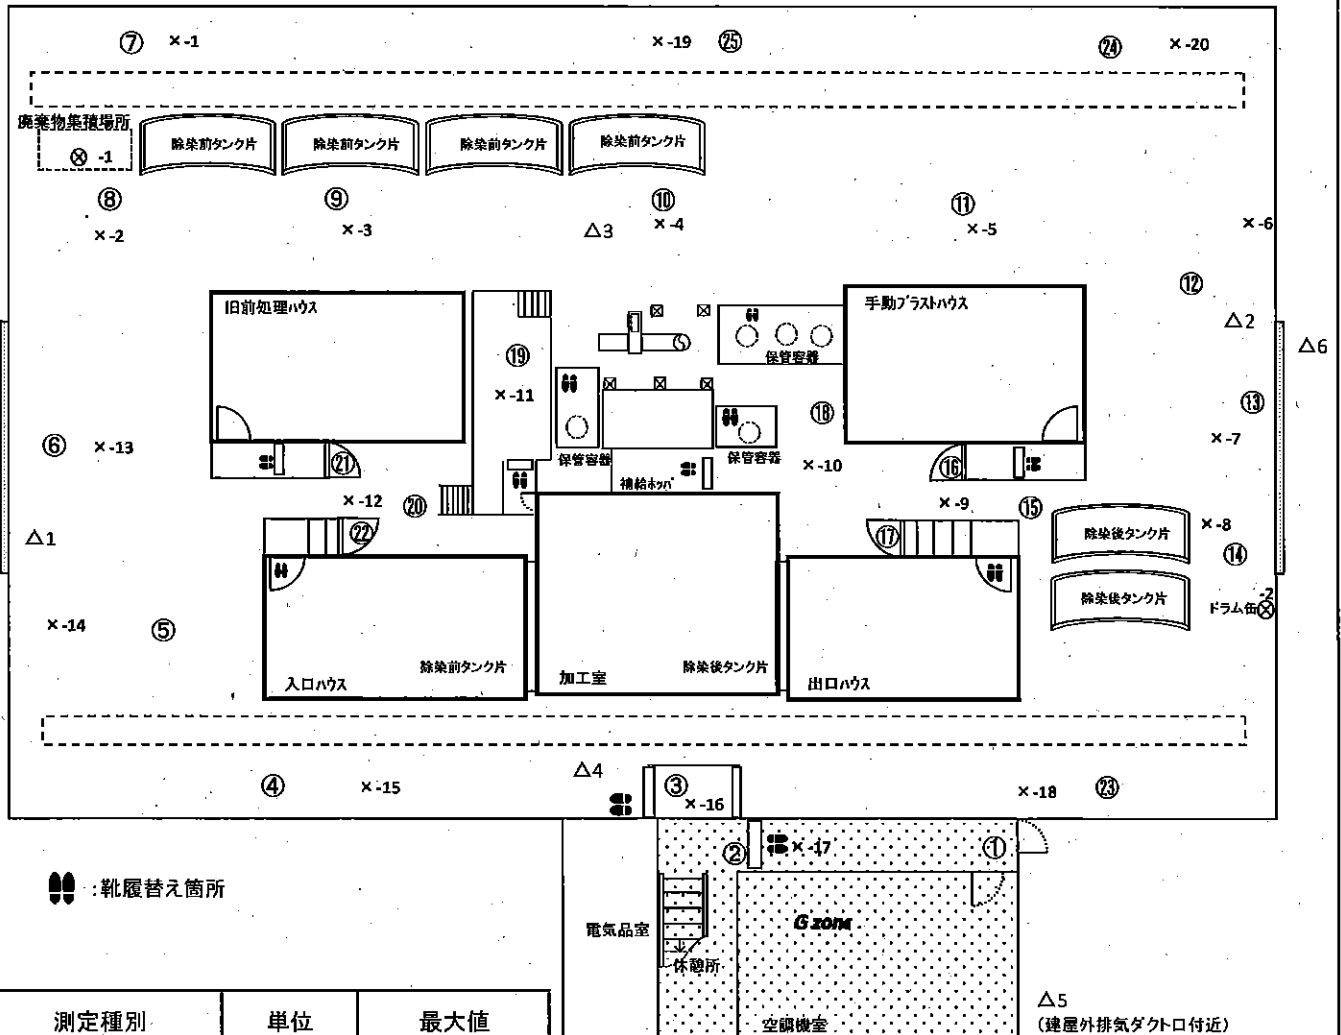 ⑦ ×-1 ×-19 ㉕ ㉔ ×-20
廃棄物集積場所
⊗ -1 除染前タンク片 除染前タンク片 除染前タンク片 除染前タンク片
⑧ ⑨ ⑩ ⑪
×-2 ×-3 △3 ×-4 ×-5 ×-6
⑫
旧前処理ハウス 手動ブラストハウス
△2
△6
⑲ 保管容器
×-11 ⑱ ⑬
⑥ ×-13 ×-7
㉑ 保管容器 保管容器 ×-10 ⑯
補給ホッパ
×-12 ⑳ ×-9 ⑮
△1 ㉒ ⑰ 除染後タンク片 ×-8
⑭
除染後タンク片 -2
ドラム缶⊗
×-14 ⑤
除染前タンク片 除染後タンク片
入口ハウス 加工室 出口ハウス
④ ×-15 △4 ③ ×-16 ×-18 ㉓
② ×-17 ①
:靴履替え箇所
電気品室 G zone
休憩所
△5
空調機室 (建屋外排気ダクト口付近)
測定種別 単位 最大値